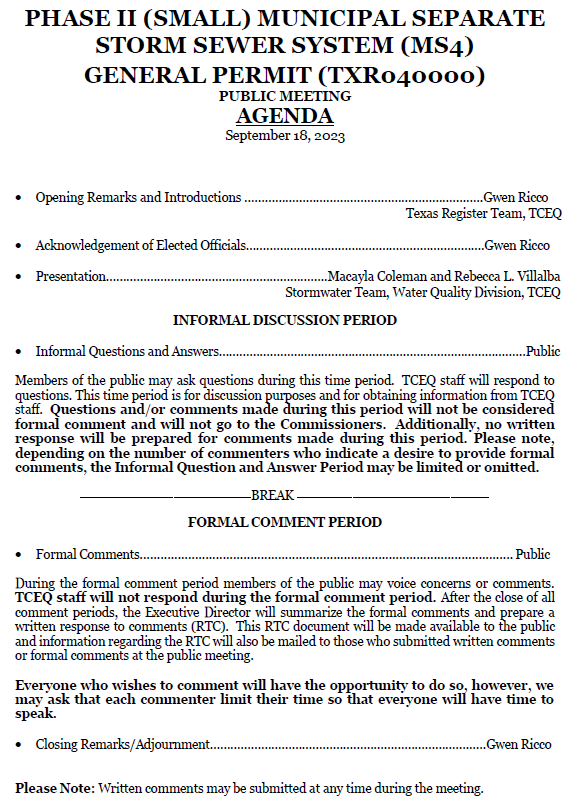 PHASE II (SMALL) MUNICIPAL SEPARATE
STORM SEWER SYSTEM (MS4)
GENERAL PERMIT (TXR040000)
PUBLIC MEETING
AGENDA
September 18, 2023
• Opening Remarks and Introductions .....................................................................Gwen Ricco
Texas Register Team, TCEQ
• Acknowledgement of Elected Officials.....................................................................Gwen Ricco
• Presentation................................................................Macayla Coleman and Rebecca L. Villalba
Stormwater Team, Water Quality Division, TCEQ
INFORMAL DISCUSSION PERIOD
• Informal Questions and Answers.........................................................................................Public
Members of the public may ask questions during this time period. TCEQ staff will respond to
questions. This time period is for discussion purposes and for obtaining information from TCEQ
staff. Questions and/or comments made during this period will not be considered
formal comment and will not go to the Commissioners. Additionally, no written
response will be prepared for comments made during this period. Please note,
depending on the number of commenters who indicate a desire to provide formal
comments, the Informal Question and Answer Period may be limited or omitted.
———————————BREAK ———————————
FORMAL COMMENT PERIOD
• Formal Comments............................................................................................................ Public
During the formal comment period members of the public may voice concerns or comments.
TCEQ staff will not respond during the formal comment period. After the close of all
comment periods, the Executive Director will summarize the formal comments and prepare a
written response to comments (RTC). This RTC document will be made available to the public
and information regarding the RTC will also be mailed to those who submitted written comments
or formal comments at the public meeting.
Everyone who wishes to comment will have the opportunity to do so, however, we
may ask that each commenter limit their time so that everyone will have time to
speak.
• Closing Remarks/Adjournment................................................................................Gwen Ricco
Please Note: Written comments may be submitted at any time during the meeting.